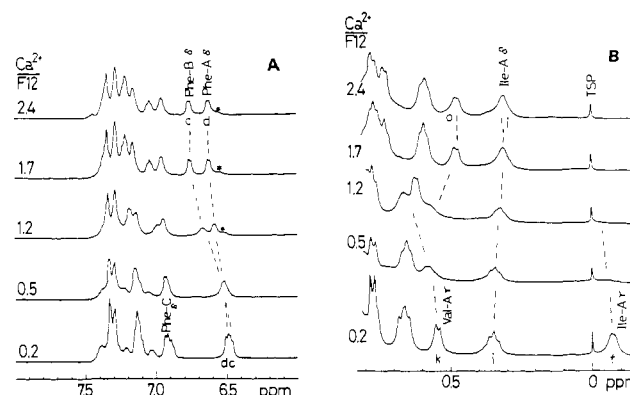 A
Ca2+
F12
Phe-B δ
Phe-A δ
2.4
c
d
*
1.7
*
1.2
*
0.5
Phe-C δ
0.2
dc
7.5
7.0
6.5
ppm
B
Ca2+
F12
Ile-A δ
TSP
2.4
o
l
1.7
1.2
0.5
Val-A γ
Ile-A γ
0.2
k
l
f
0.5
0
ppm